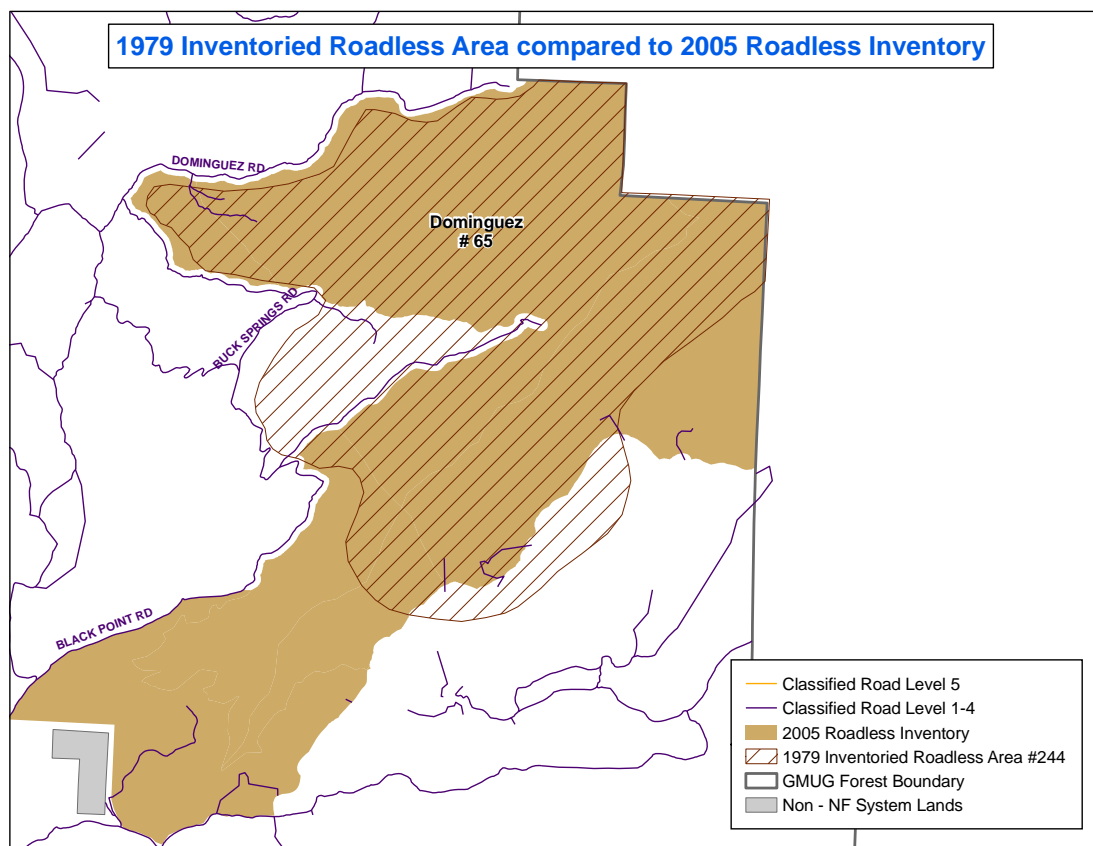 1979 Inventoried Roadless Area compared to 2005 Roadless Inventory
DOMINGUEZ RD
Dominguez
# 65
BUCK SPRINGS RD
BLACK POINT RD
Classified Road Level 5
Classified Road Level 1-4
2005 Roadless Inventory
1979 Inventoried Roadless Area #244
GMUG Forest Boundary
Non - NF System Lands